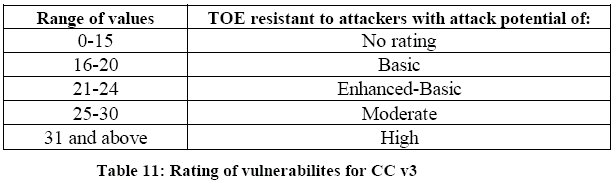 Range of values TOE resistant to attackers with attack potential of:
0-15 No rating
16-20 Basic
21-24 Enhanced-Basic
25-30 Moderate
31 and above High
Table 11: Rating of vulnerabilites for CC v3